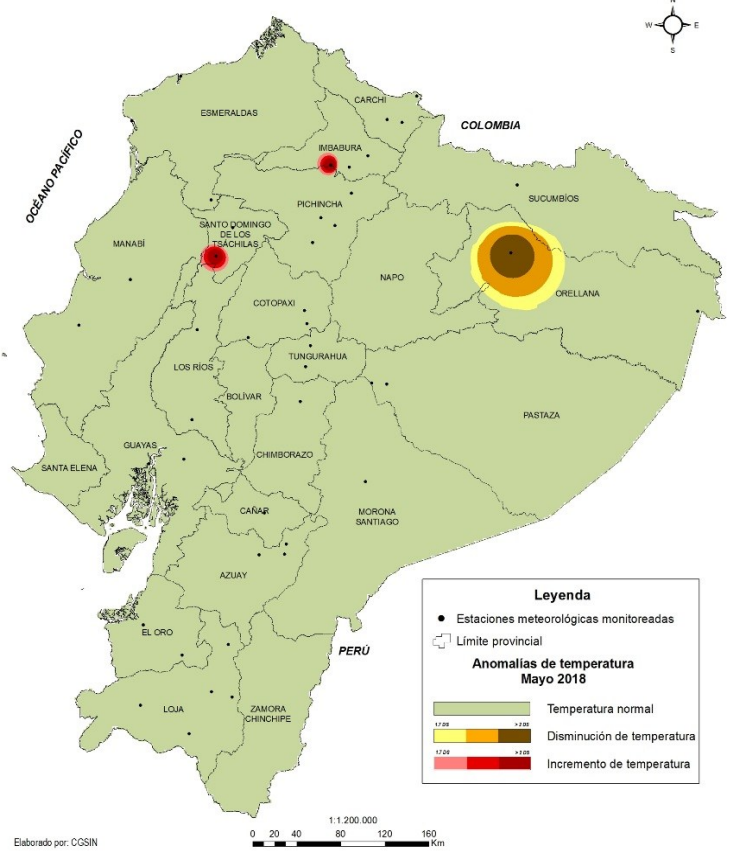 N
W
E
S
ESMERALDAS
CARCHI
COLOMBIA
IMBABURA
OCÉANO PACÍFICO
SUCUMBÍOS
PICHINCHA
SANTO DOMINGO
DE LOS
TSÁCHILAS
MANABÍ
NAPO
ORELLANA
COTOPAXI
TUNGURAHUA
LOS RÍOS
BOLÍVAR
PASTAZA
GUAYAS
CHIMBORAZO
SANTA ELENA
CAÑAR
MORONA
SANTIAGO
AZUAY
EL ORO
PERÚ
LOJA
ZAMORA
CHINCHIPE
Leyenda
Estaciones meteorológicas monitoreadas
Límite provincial
Anomalías de temperatura
Mayo 2018
Temperatura normal
Disminución de temperatura
Incremento de temperatura
1:1.200.000
0 20 40 80 120 160
Km
Elaborado por: CGSIN